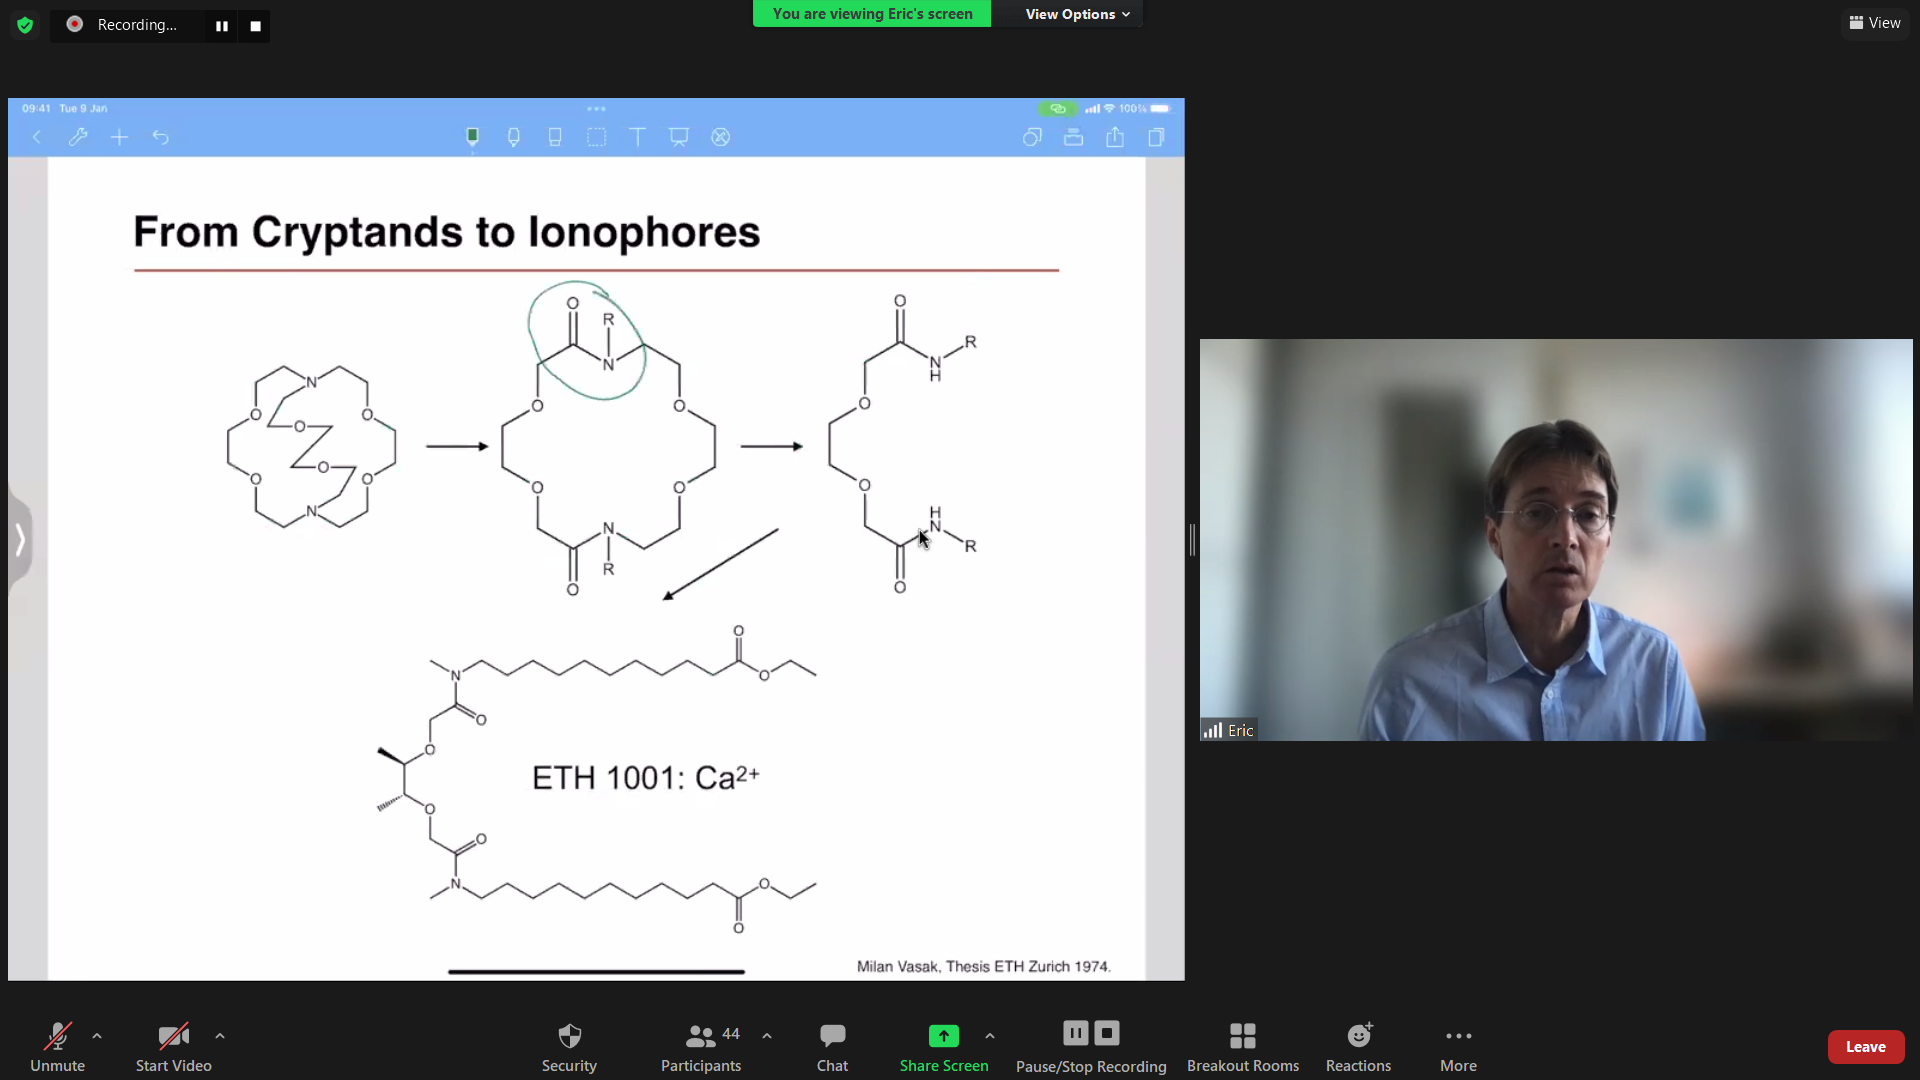 Recording...
You are viewing Eric's screen
View Options
View
09:41 Tue 9 Jan
100%
From Cryptands to Ionophores
N
O
O
O
O
O
O
N
O
R
N
O
O
O
O
N
R
O
O
R
N
H
O
O
H
N
R
O
O
N
O
O
O
ETH 1001: Ca²⁺
O
O
N
O
O
Milan Vasak, Thesis ETH Zurich 1974.
Eric
Unmute
Start Video
Security
44
Participants
Chat
Share Screen
Pause/Stop Recording
Breakout Rooms
Reactions
More
Leave